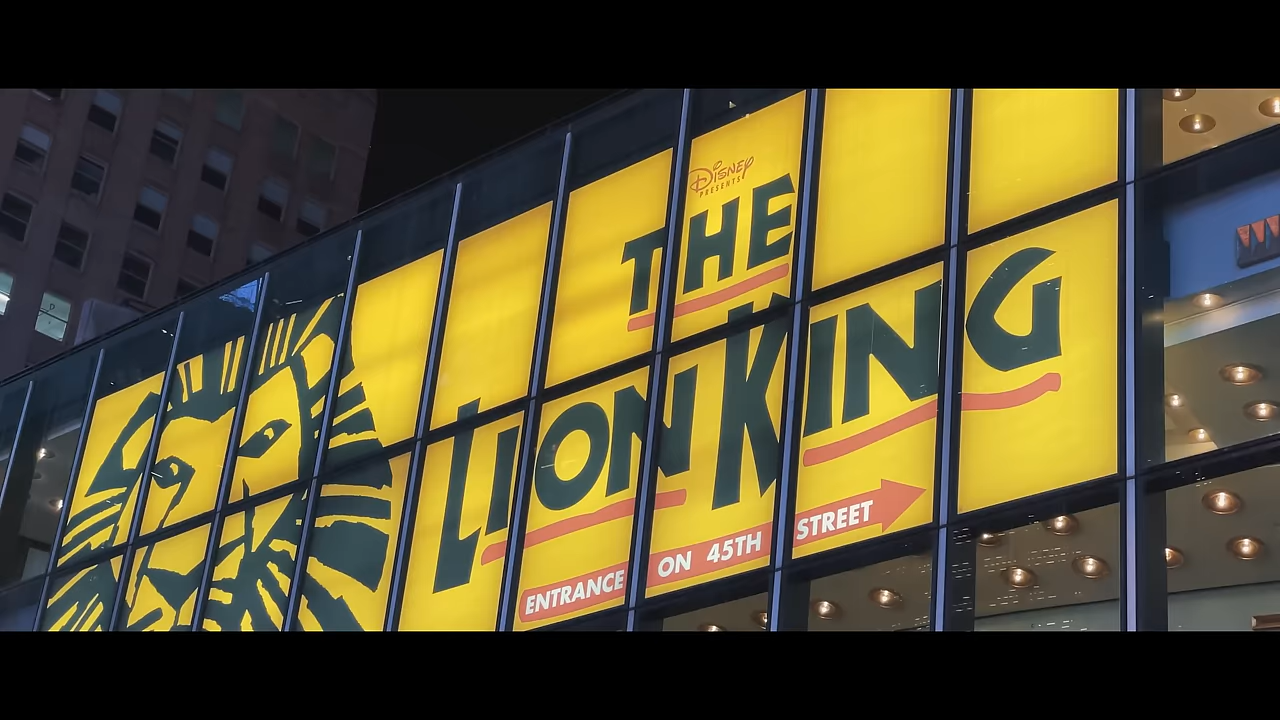 Disney
PRESENTS
THE
LION KING
ENTRANCE ON 45TH STREET